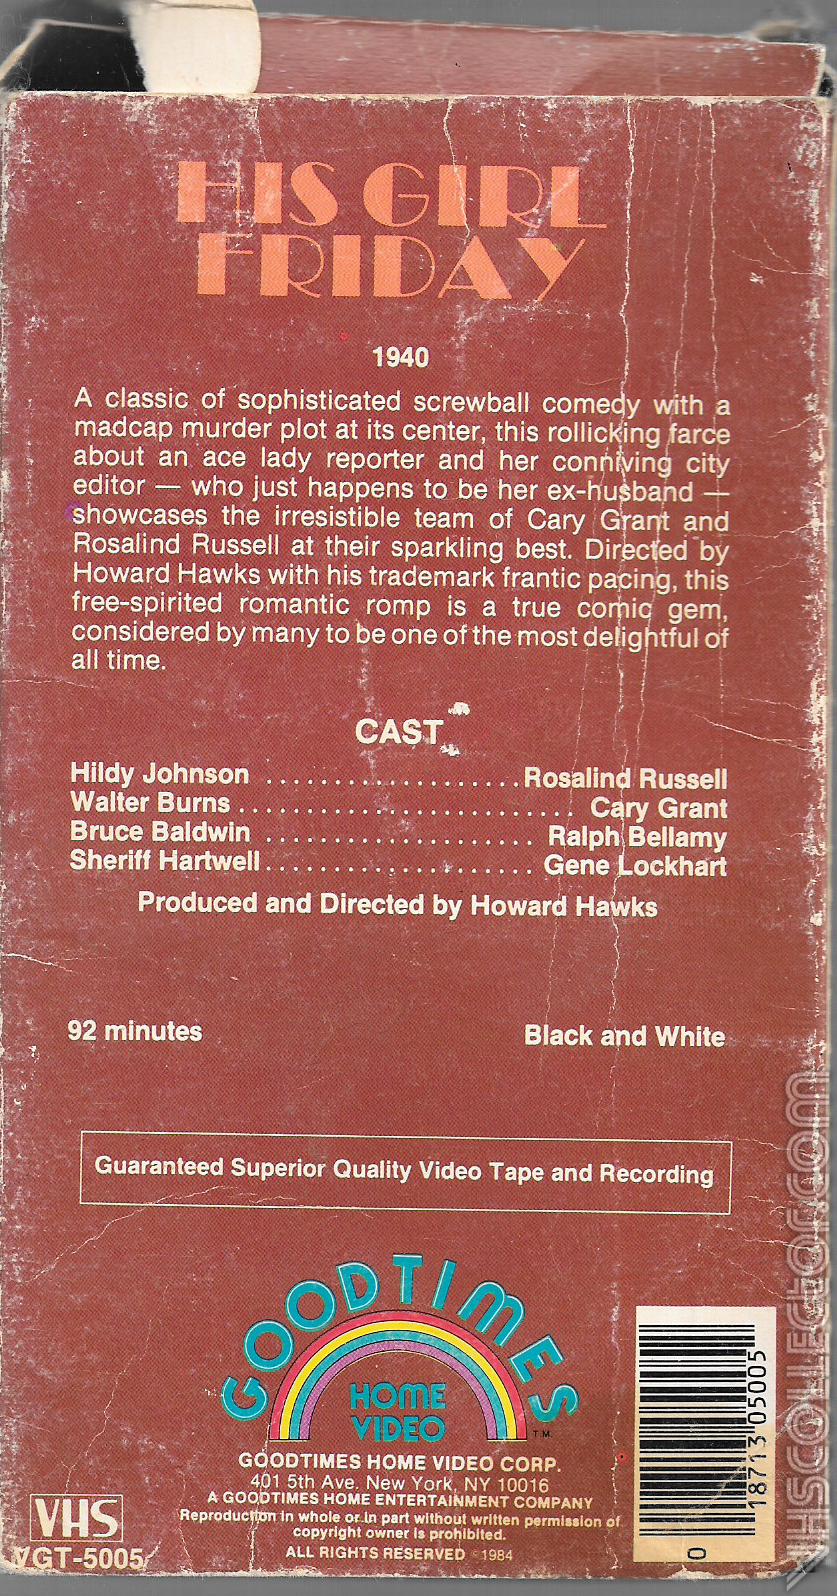 HIS GIRL
FRIDAY
1940
A classic of sophisticated screwball comedy with a
madcap murder plot at its center, this rollicking farce
about an ace lady reporter and her conniving city
editor — who just happens to be her ex-husband —
showcases the irresistible team of Cary Grant and
Rosalind Russell at their sparkling best. Directed by
Howard Hawks with his trademark frantic pacing, this
free-spirited romantic romp is a true comic gem,
considered by many to be one of the most delightful of
all time.
CAST
Hildy Johnson ................... Rosalind Russell
Walter Burns ......................... Cary Grant
Bruce Baldwin .................... Ralph Bellamy
Sheriff Hartwell .................... Gene Lockhart
Produced and Directed by Howard Hawks
92 minutes Black and White
Guaranteed Superior Quality Video Tape and Recording
GOODTIMES
HOME
VIDEO
T.M.
GOODTIMES HOME VIDEO CORP.
401 5th Ave. New York, NY 10016
A GOODTIMES HOME ENTERTAINMENT COMPANY
Reproduction in whole or in part without written permission of
copyright owner is prohibited.
ALL RIGHTS RESERVED ©1984
VHS
VGT-5005
0 18713 05005
VHSCOLLECTOR.COM